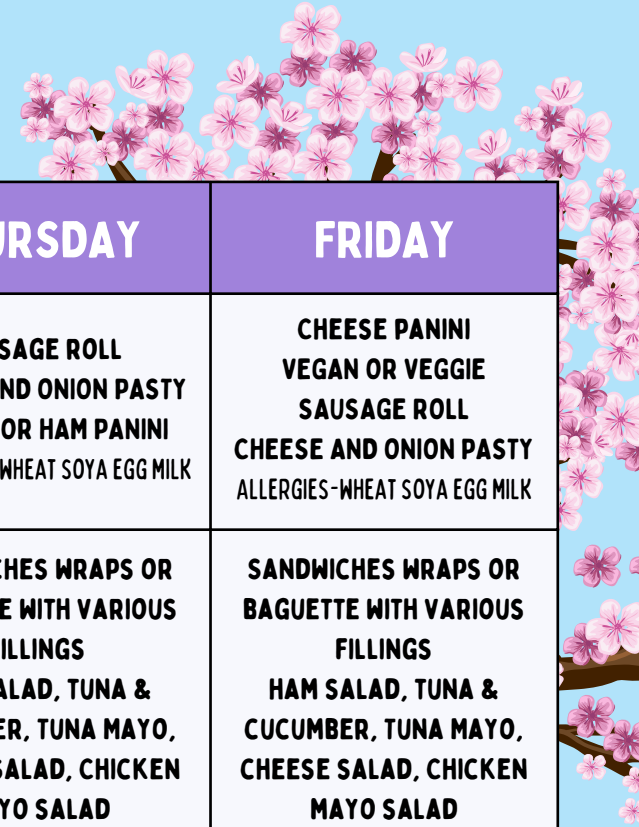 URSDAY
FRIDAY
SAGE ROLL
ND ONION PASTY
OR HAM PANINI
WHEAT SOYA EGG MILK
CHEESE PANINI
VEGAN OR VEGGIE
SAUSAGE ROLL
CHEESE AND ONION PASTY
ALLERGIES-WHEAT SOYA EGG MILK
CHES WRAPS OR
E WITH VARIOUS
ILLINGS
ALAD, TUNA &
ER, TUNA MAYO,
SALAD, CHICKEN
YO SALAD
SANDWICHES WRAPS OR
BAGUETTE WITH VARIOUS
FILLINGS
HAM SALAD, TUNA &
CUCUMBER, TUNA MAYO,
CHEESE SALAD, CHICKEN
MAYO SALAD